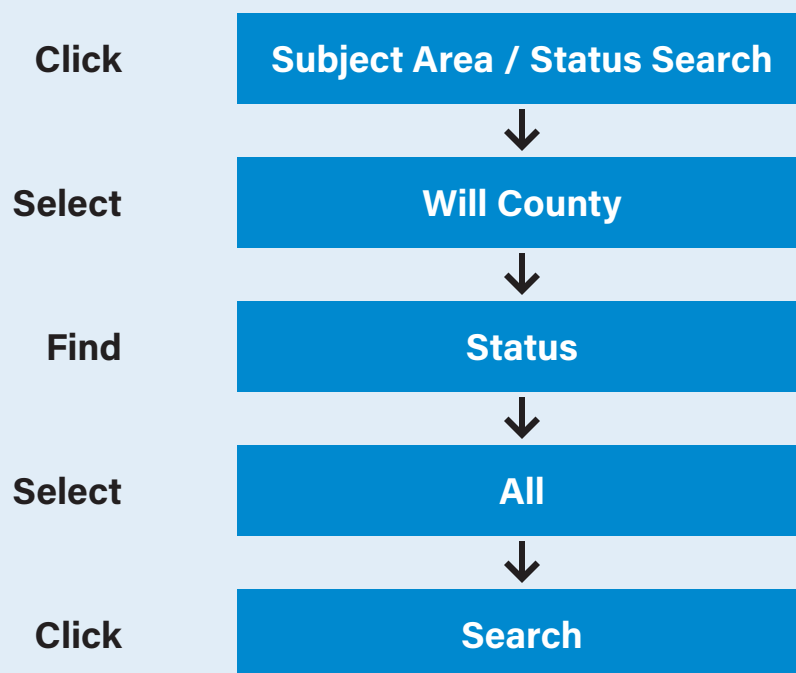 Click Subject Area / Status Search
Select Will County
Find Status
Select All
Click Search